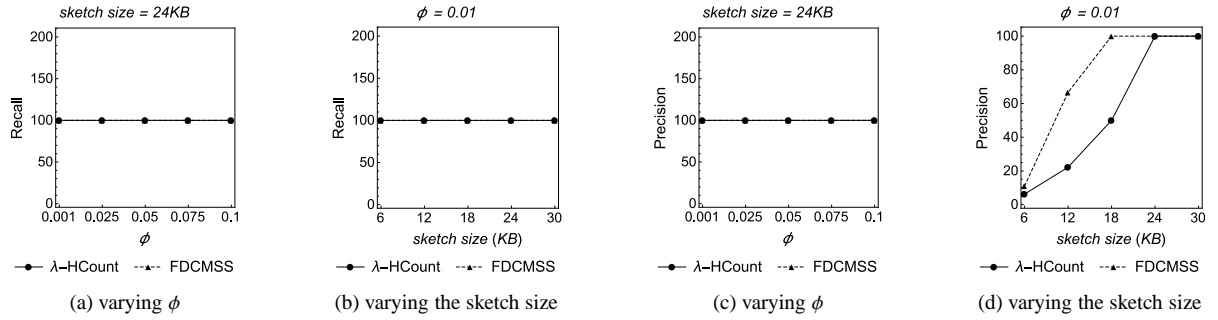 sketch size = 24KB
Recall
200
150
100
50
0
0.001 0.025 0.05 0.075 0.1
ϕ
λ−HCount FDCMSS
(a) varying ϕ
ϕ = 0.01
Recall
200
150
100
50
0
6 12 18 24 30
sketch size (KB)
λ−HCount FDCMSS
(b) varying the sketch size
sketch size = 24KB
Precision
200
150
100
50
0
0.001 0.025 0.05 0.075 0.1
ϕ
λ−HCount FDCMSS
(c) varying ϕ
ϕ = 0.01
Precision
100
80
60
40
20
0
6 12 18 24 30
sketch size (KB)
λ−HCount FDCMSS
(d) varying the sketch size